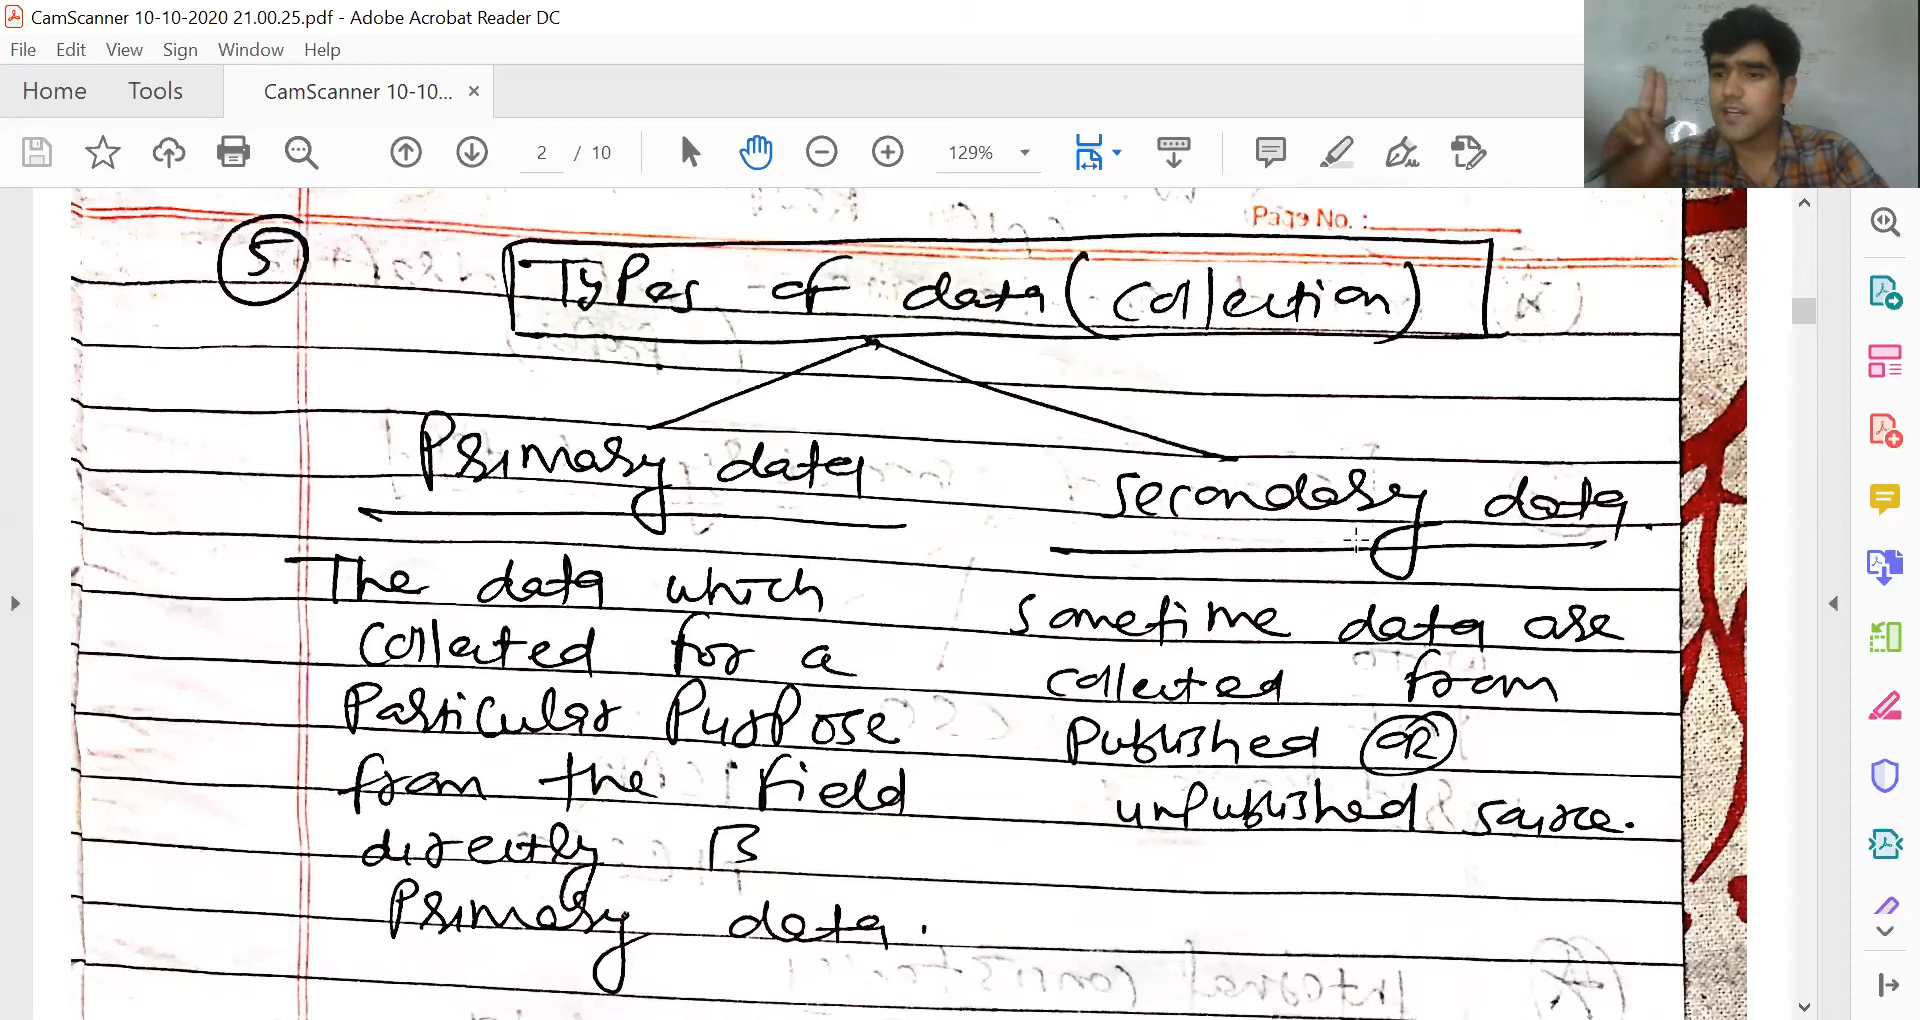 CamScanner 10-10-2020 21.00.25.pdf - Adobe Acrobat Reader DC
File Edit View Sign Window Help
Home Tools CamScanner 10-10... ×
2 / 10 129%
Page No. :
5
Types of data (collection)
Primary data
The data which
collected for a
Particular Purpose
from the field
directly is
Primary data.
Secondary data.
Sometime data are
collected from
Published OR
unpublished source.